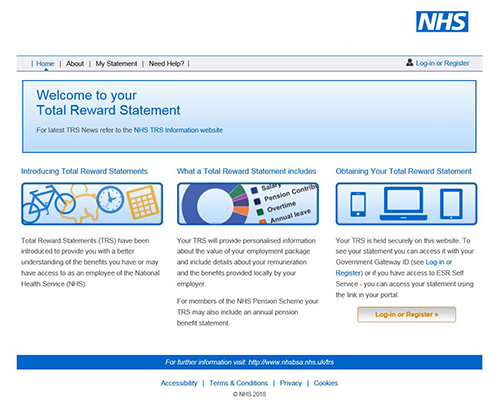 NHS
| Home | About | My Statement | Need Help? |
Log-in or Register
Welcome to your
Total Reward Statement
For latest TRS News refer to the NHS TRS Information website
Introducing Total Reward Statements
Total Reward Statements (TRS) have been
introduced to provide you with a better
understanding of the benefits you have or may
have access to as an employee of the National
Health Service (NHS).
What a Total Reward Statement includes
Salary
Pension Contribu
Overtime
Annual leave
Your TRS will provide personalised information
about the value of your employment package
and include details about your remuneration
and the benefits provided locally by your
employer.
For members of the NHS Pension Scheme your
TRS may also include an annual pension
benefit statement.
Obtaining Your Total Reward Statement
Your TRS is held securely on this website. To
see your statement you can access it with your
Government Gateway ID (see Log-in or
Register) or if you have access to ESR Self
Service - you can access your statement using
the link in your portal.
Log-in or Register »
For further information visit: http://www.nhsbsa.nhs.uk/trs
Accessibility | Terms & Conditions | Privacy | Cookies
© NHS 2018